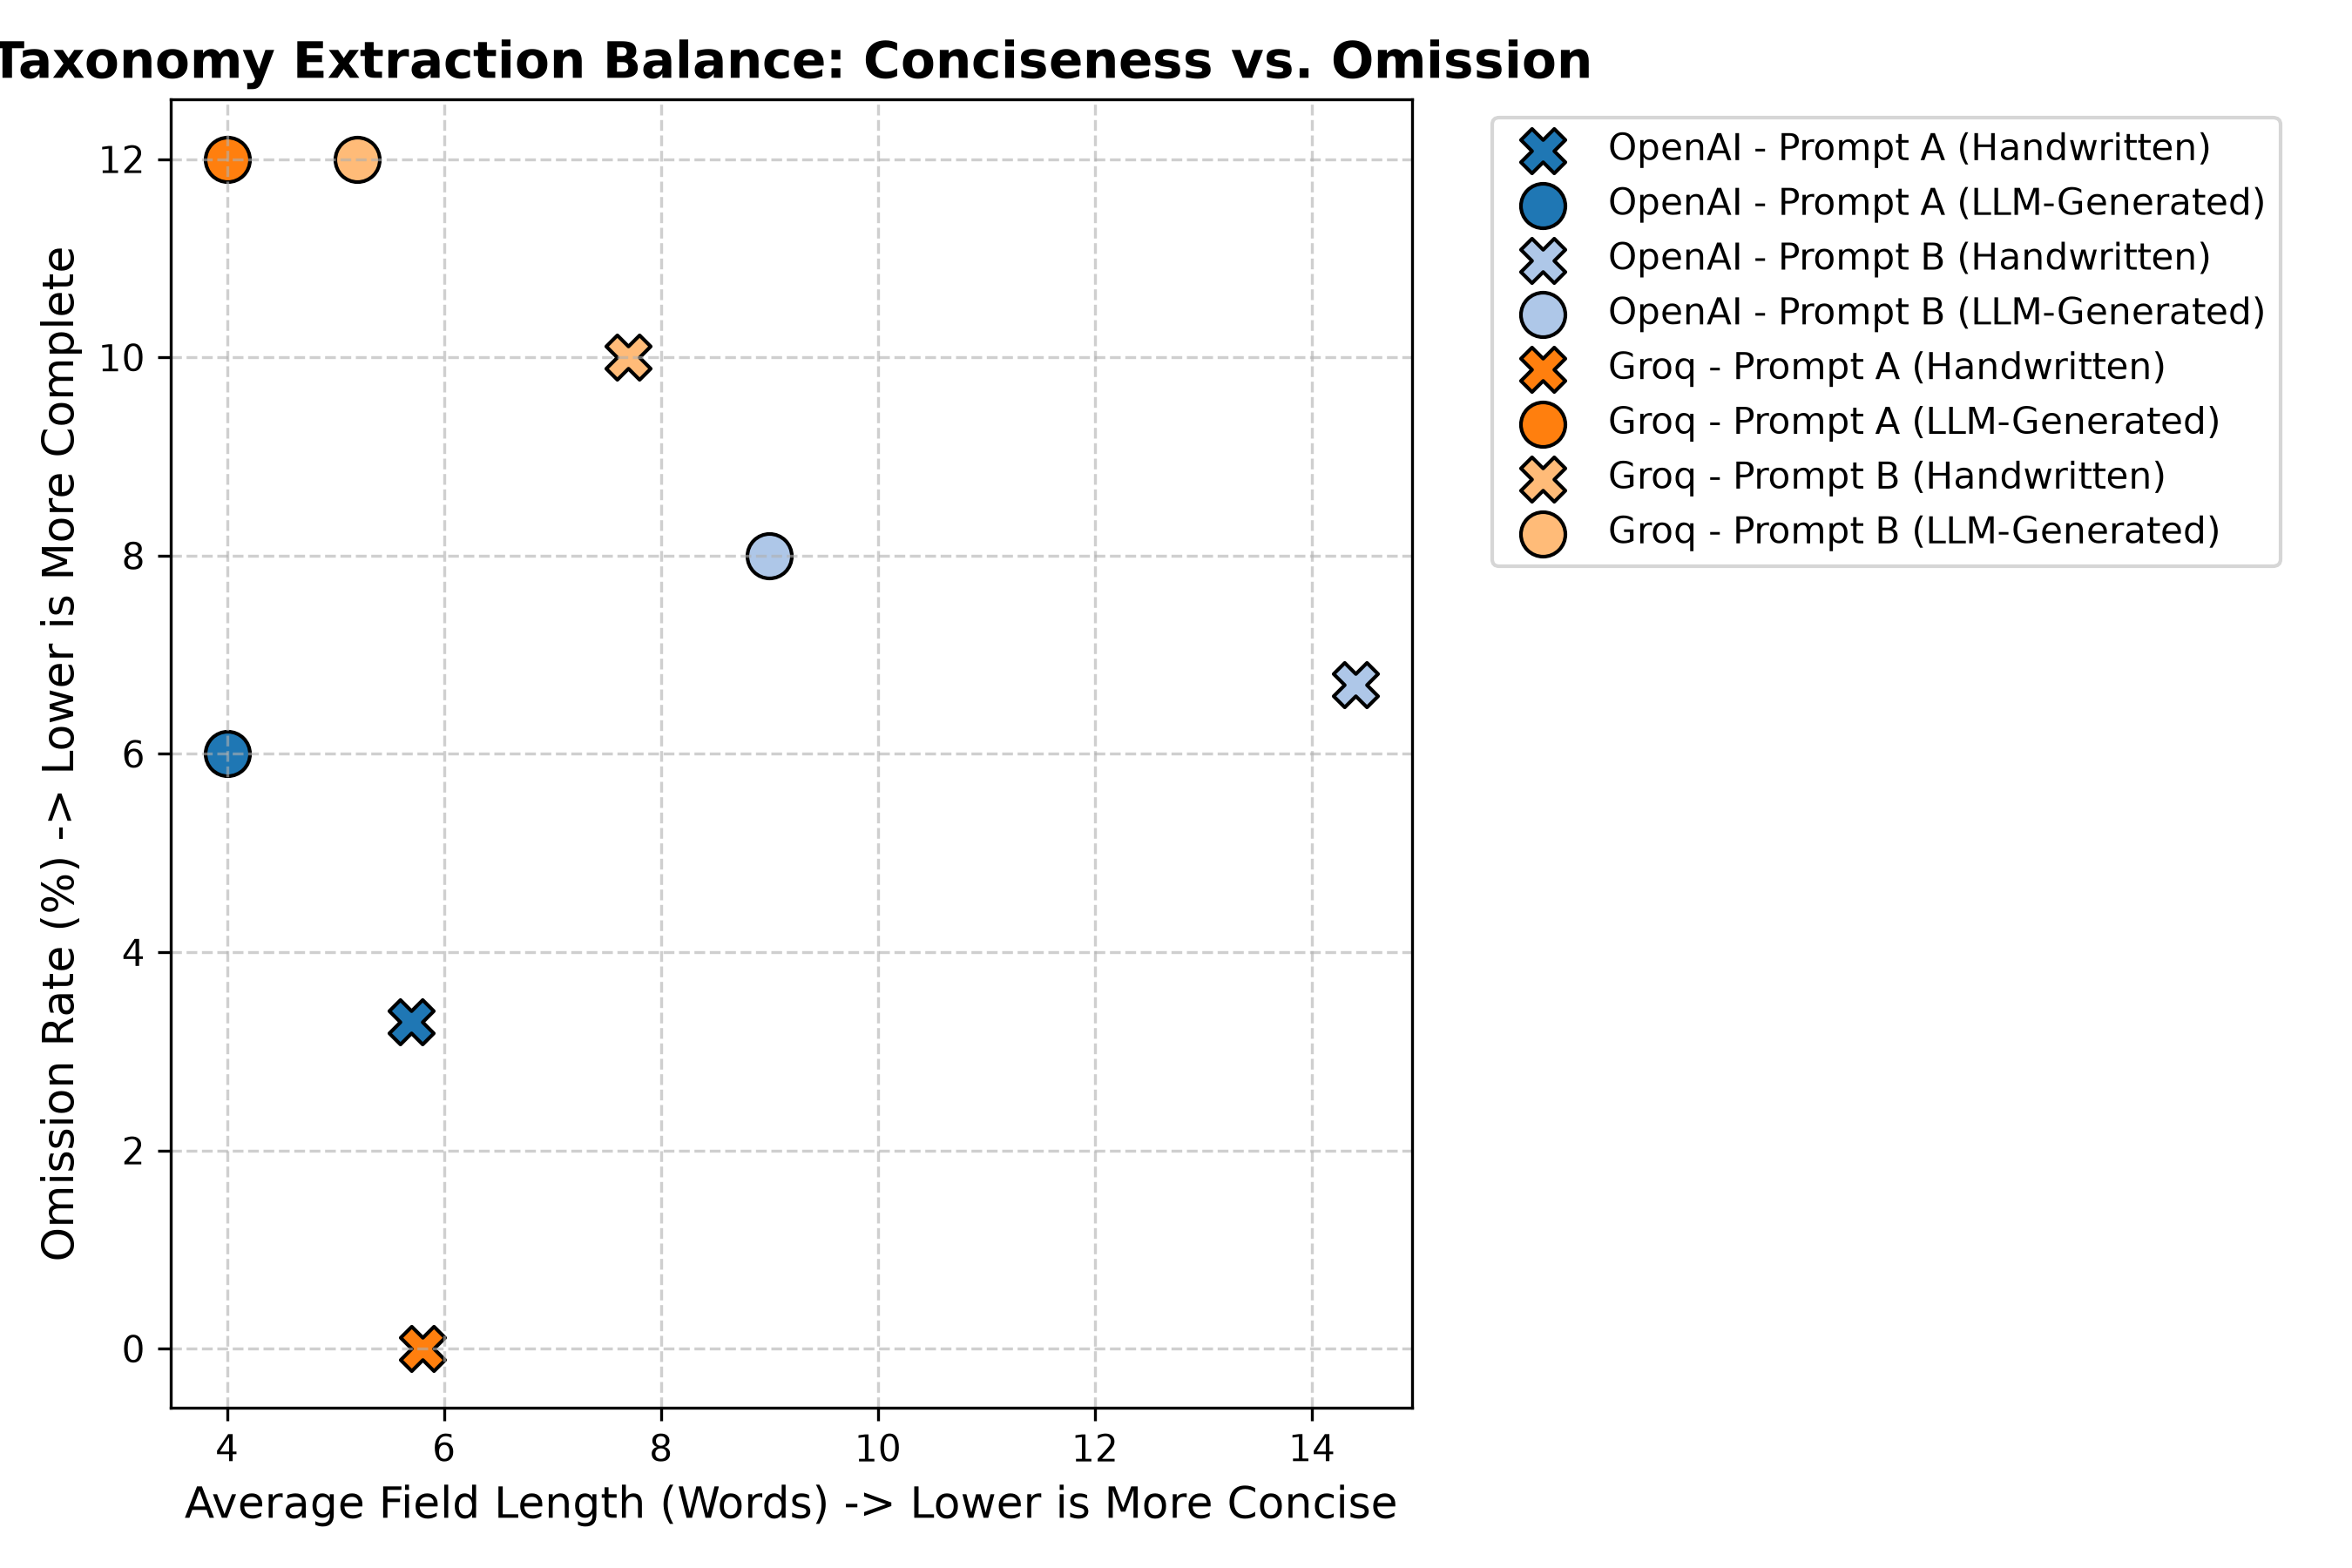 Taxonomy Extraction Balance: Conciseness vs. Omission
OpenAI - Prompt A (Handwritten)
OpenAI - Prompt A (LLM-Generated)
OpenAI - Prompt B (Handwritten)
OpenAI - Prompt B (LLM-Generated)
Groq - Prompt A (Handwritten)
Groq - Prompt A (LLM-Generated)
Groq - Prompt B (Handwritten)
Groq - Prompt B (LLM-Generated)
Omission Rate (%) -> Lower is More Complete
12
10
8
6
4
2
0
4 6 8 10 12 14
Average Field Length (Words) -> Lower is More Concise